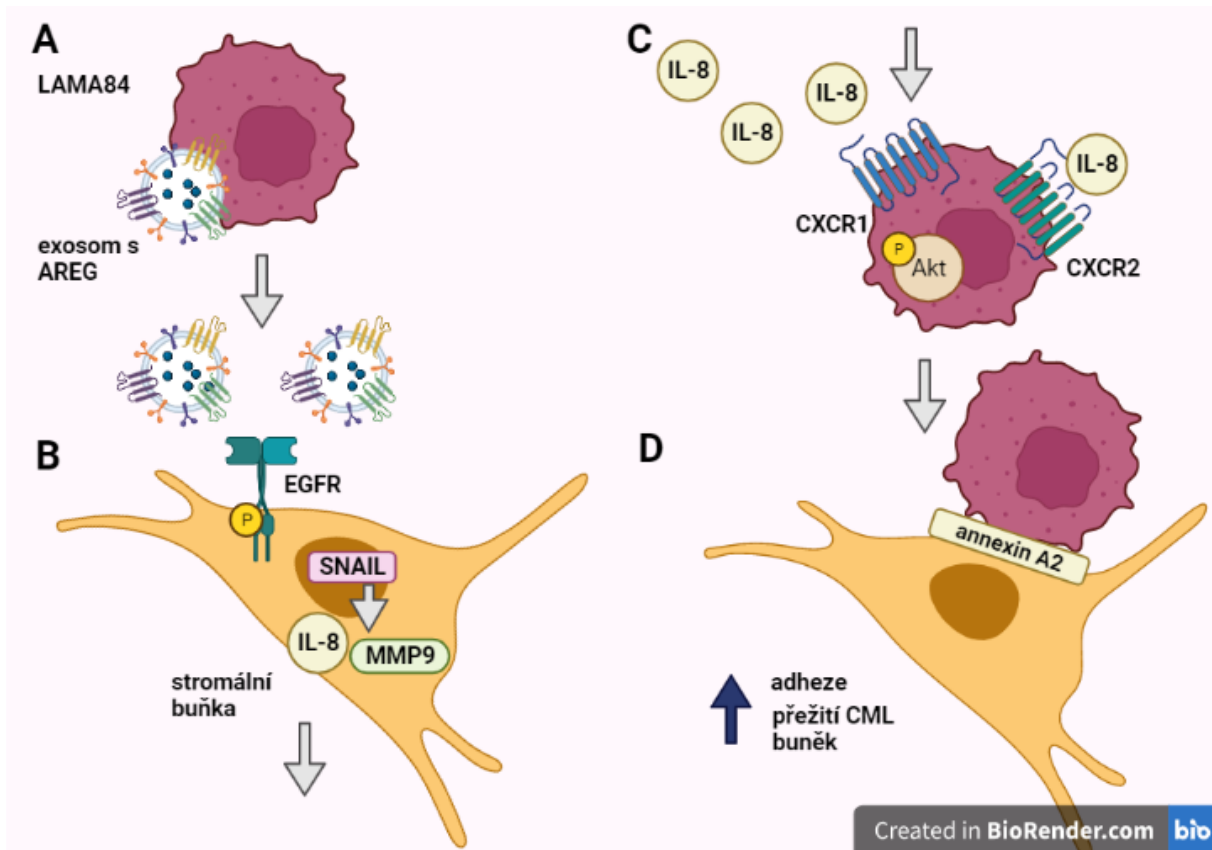 A
LAMA84
exosom s
AREG
B
EGFR
P
SNAIL
IL-8
MMP9
stromální
buňka
C
IL-8
IL-8
IL-8
IL-8
CXCR1
P
Akt
CXCR2
D
annexin A2
adheze
přežití CML
buněk
Created in BioRender.com bio